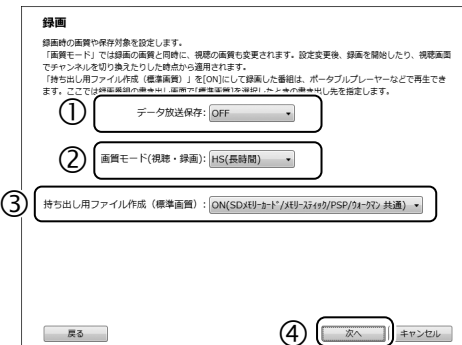 録画
録画時の画質や保存対象を設定します。
「画質モード」では録画の画質と同時に、視聴の画質も変更されます。設定変更後、録画を開始したり、視聴画面
でチャンネルを切り換えたりした時点から適用されます。
「持ち出し用ファイル作成（標準画質）」を[ON]にして録画した番組は、ポータブルプレーヤーなどで再生でき
ます。ここでは録画番組の書き出し画面で[標準画質]を選択したときの書き出し先を指定します。
① データ放送保存: OFF
② 画質モード(視聴・録画): HS(長時間)
③ 持ち出し用ファイル作成（標準画質）: ON(SDﾒﾓﾘｰｶｰﾄﾞ/ﾒﾓﾘｰｽﾃｨｯｸ/PSP/ｳｫｰｸﾏﾝ 共通)
戻る ④ 次へ キャンセル